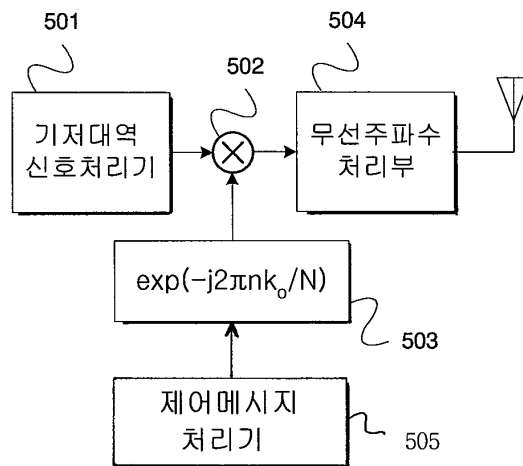 501
502
504
기저대역
신호처리기
무선주파수
처리부
exp(-j2πnk₀/N)
503
제어메시지
처리기
505